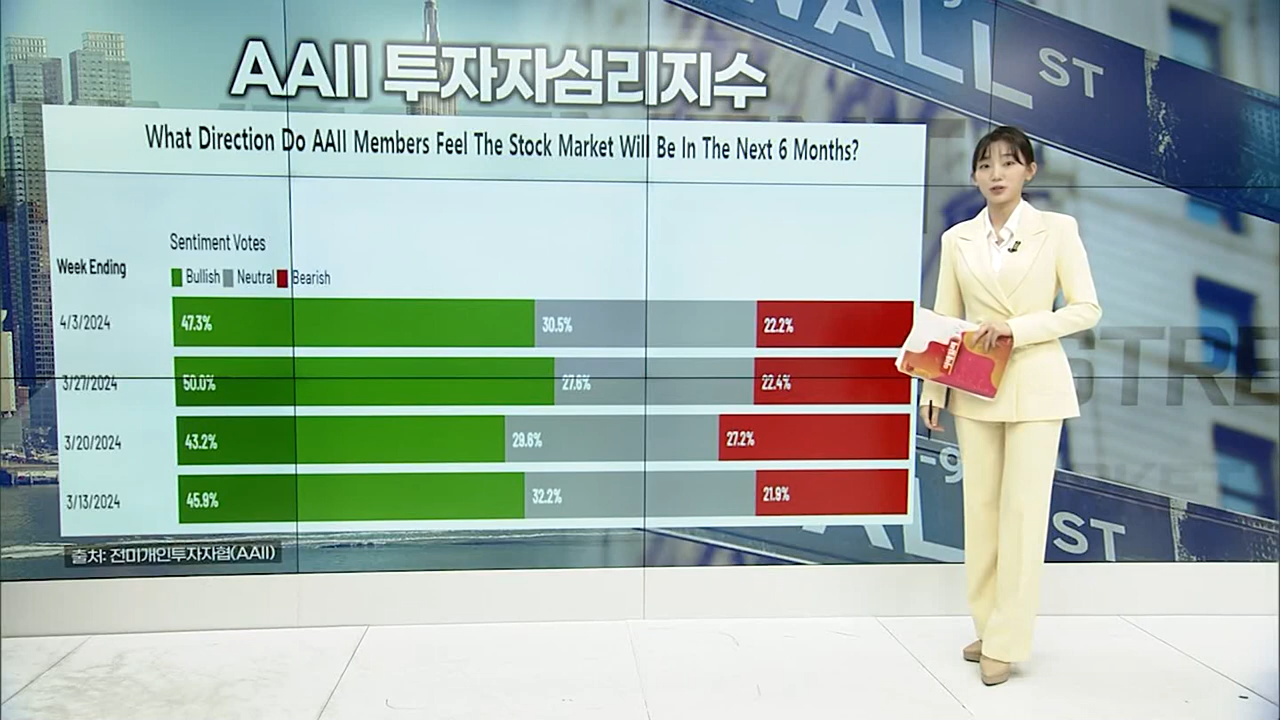 WALL ST
AAII 투자자심리지수
What Direction Do AAII Members Feel The Stock Market Will Be In The Next 6 Months?
Sentiment Votes
Week Ending
Bullish Neutral Bearish
4/3/2024 47.3% 30.5% 22.2%
3/27/2024 50.0% 27.6% 22.4%
3/20/2024 43.2% 29.6% 27.2%
3/13/2024 45.9% 32.2% 21.9%
출처: 전미개인투자자협(AAII)
ST